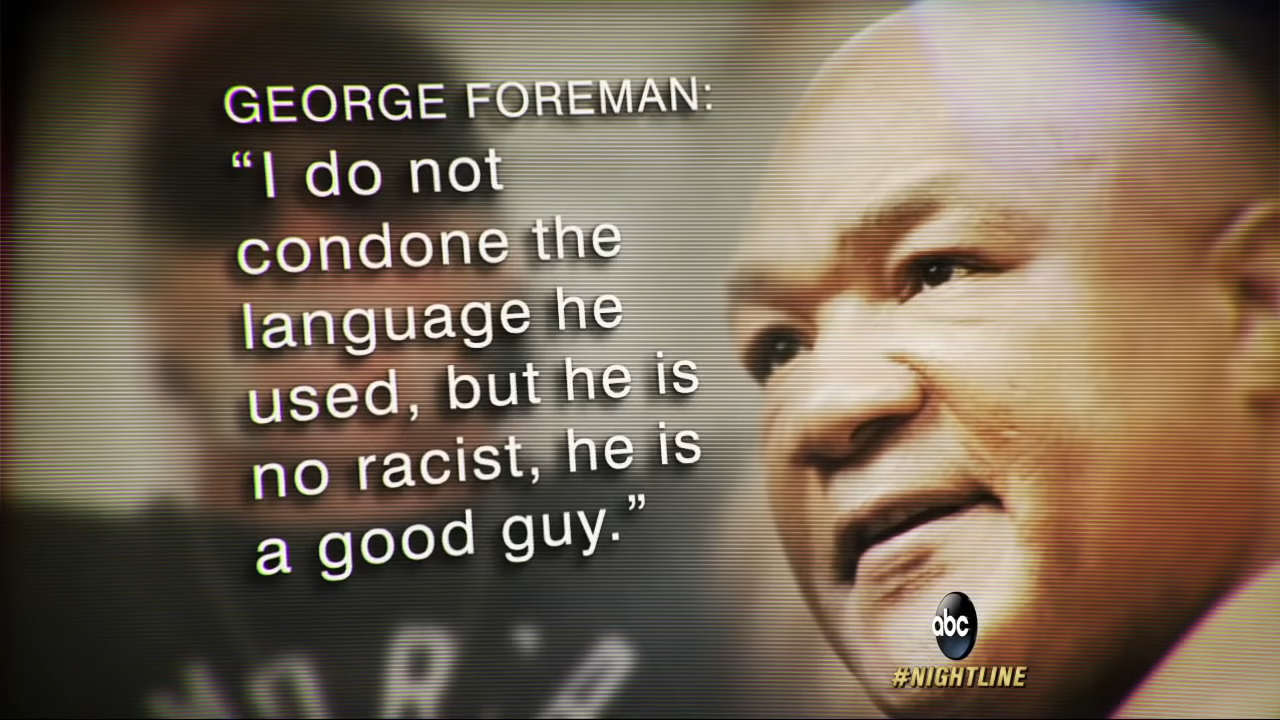 GEORGE FOREMAN:
“I do not
condone the
language he
used, but he is
no racist, he is
a good guy.”
abc
#NIGHTLINE